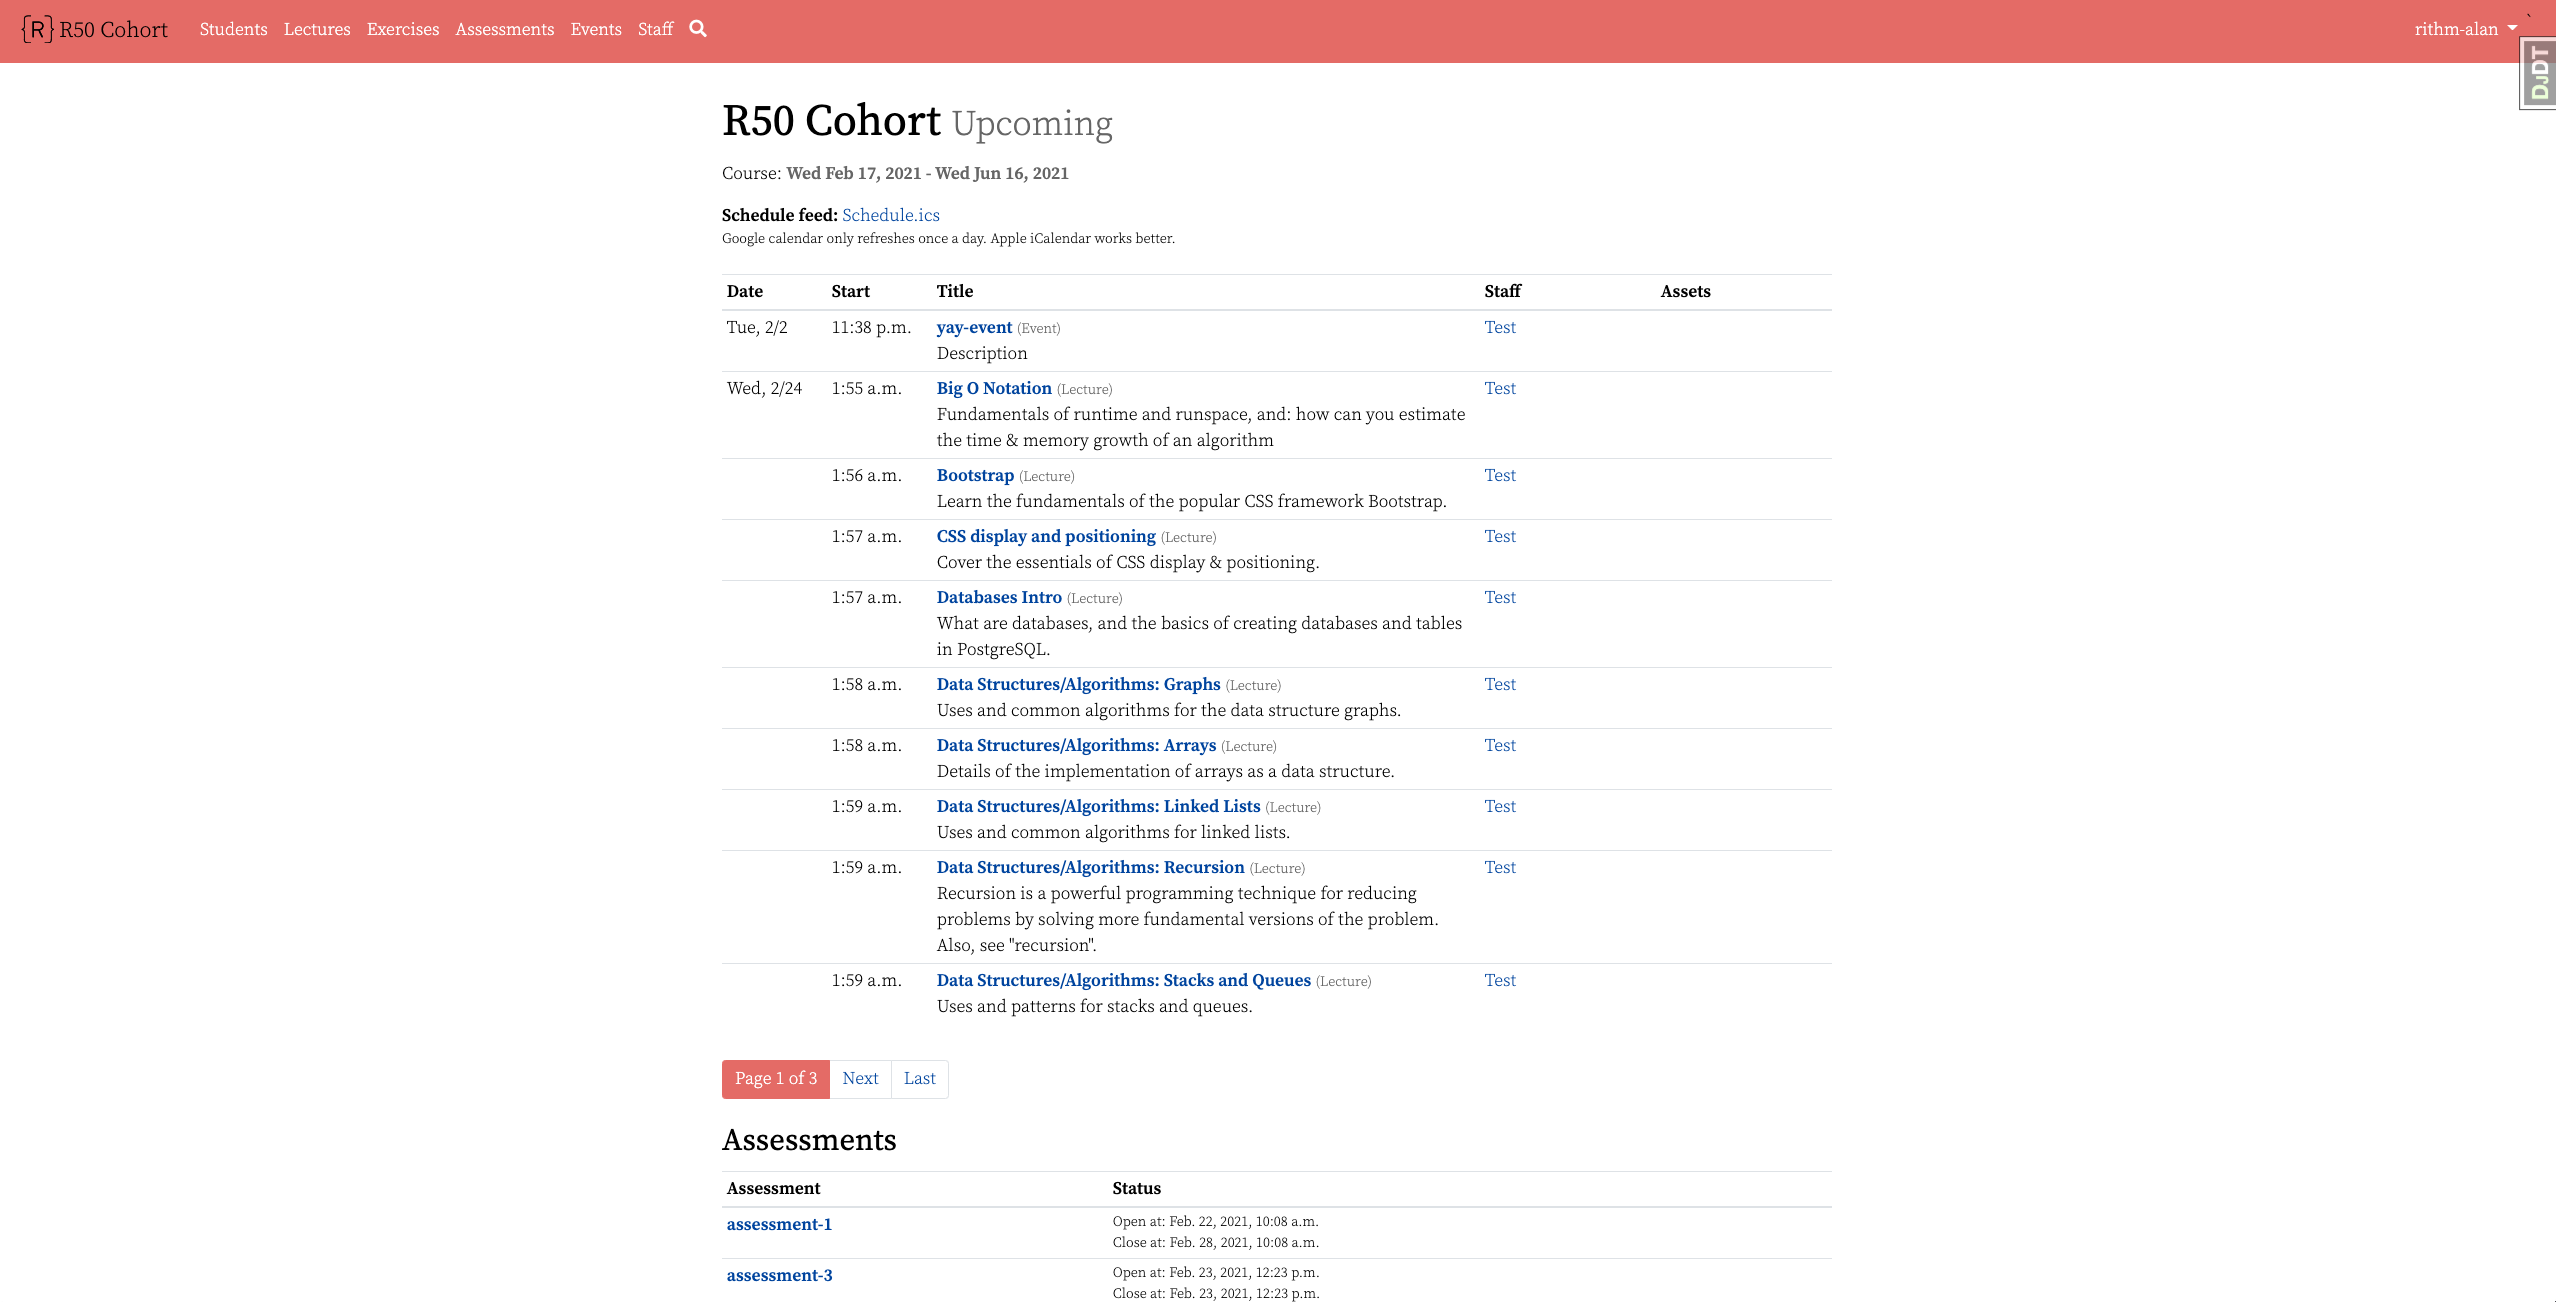 {R} R50 Cohort Students Lectures Exercises Assessments Events Staff rithm-alan `
DJDT
R50 Cohort Upcoming
Course: Wed Feb 17, 2021 - Wed Jun 16, 2021
Schedule feed: Schedule.ics
Google calendar only refreshes once a day. Apple iCalendar works better.
Date Start Title Staff Assets
Tue, 2/2 11:38 p.m. yay-event (Event) Test
Description
Wed, 2/24 1:55 a.m. Big O Notation (Lecture) Test
Fundamentals of runtime and runspace, and: how can you estimate
the time & memory growth of an algorithm
1:56 a.m. Bootstrap (Lecture) Test
Learn the fundamentals of the popular CSS framework Bootstrap.
1:57 a.m. CSS display and positioning (Lecture) Test
Cover the essentials of CSS display & positioning.
1:57 a.m. Databases Intro (Lecture) Test
What are databases, and the basics of creating databases and tables
in PostgreSQL.
1:58 a.m. Data Structures/Algorithms: Graphs (Lecture) Test
Uses and common algorithms for the data structure graphs.
1:58 a.m. Data Structures/Algorithms: Arrays (Lecture) Test
Details of the implementation of arrays as a data structure.
1:59 a.m. Data Structures/Algorithms: Linked Lists (Lecture) Test
Uses and common algorithms for linked lists.
1:59 a.m. Data Structures/Algorithms: Recursion (Lecture) Test
Recursion is a powerful programming technique for reducing
problems by solving more fundamental versions of the problem.
Also, see "recursion".
1:59 a.m. Data Structures/Algorithms: Stacks and Queues (Lecture) Test
Uses and patterns for stacks and queues.
Page 1 of 3 Next Last
Assessments
Assessment Status
assessment-1 Open at: Feb. 22, 2021, 10:08 a.m.
Close at: Feb. 28, 2021, 10:08 a.m.
assessment-3 Open at: Feb. 23, 2021, 12:23 p.m.
Close at: Feb. 23, 2021, 12:23 p.m.